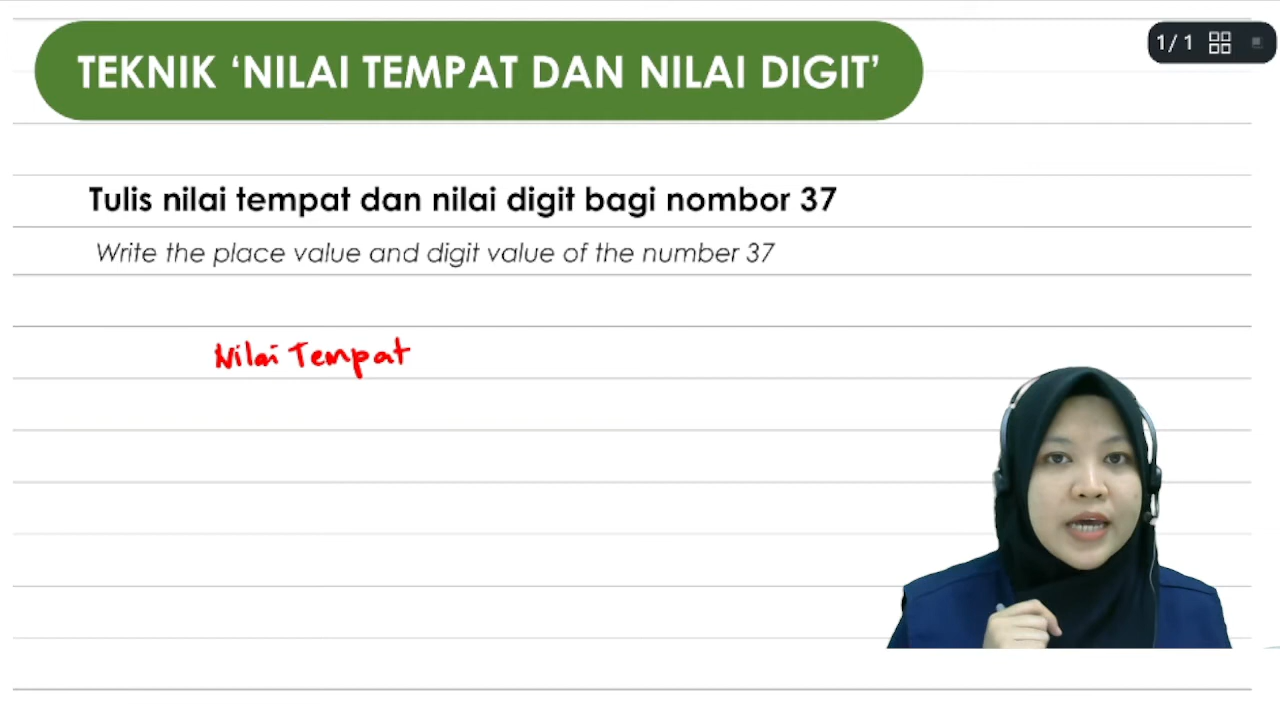 TEKNIK ‘NILAI TEMPAT DAN NILAI DIGIT’
1/1
Tulis nilai tempat dan nilai digit bagi nombor 37
Write the place value and digit value of the number 37
Nilai Tempat